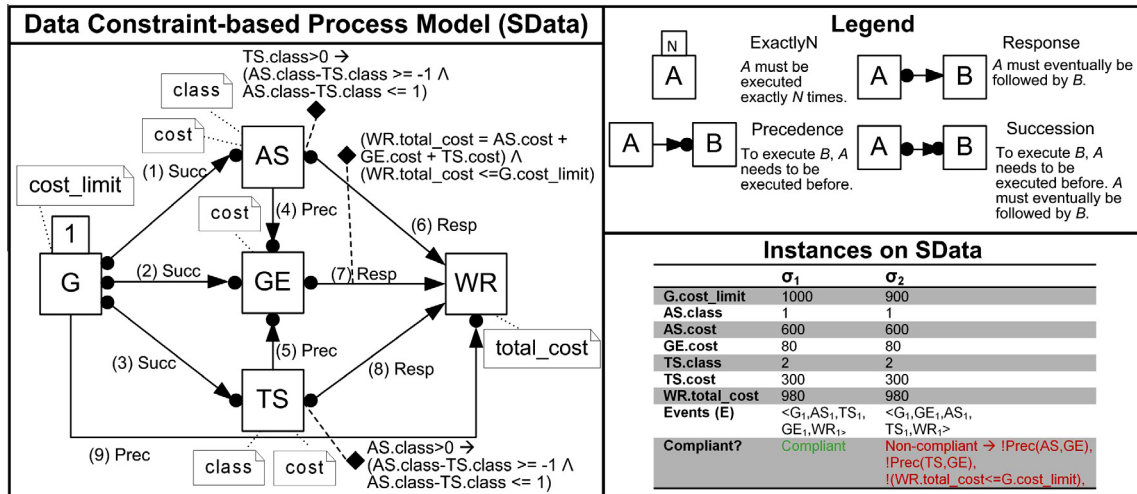 Data Constraint-based Process Model (SData)
TS.class>0 →
(AS.class-TS.class >= -1 Λ
AS.class-TS.class <= 1)
class
cost
AS
(WR.total_cost = AS.cost +
GE.cost + TS.cost) Λ
(WR.total_cost <=G.cost_limit)
(1) Succ
cost_limit
cost
(4) Prec
(6) Resp
1
G
(2) Succ
GE
(7) Resp
WR
(3) Succ
(5) Prec
(8) Resp
total_cost
TS
(9) Prec
class
cost
AS.class>0 →
(AS.class-TS.class >= -1 Λ
AS.class-TS.class <= 1)
Legend
N
A
ExactlyN
A must be
executed
exactly N times.
A
B
Response
A must eventually be
followed by B.
A
B
Precedence
To execute B, A
needs to be
executed before.
A
B
Succession
To execute B, A
needs to be
executed before. A
must eventually be
followed by B.
Instances on SData
σ1 σ2
G.cost_limit 1000 900
AS.class 1 1
AS.cost 600 600
GE.cost 80 80
TS.class 2 2
TS.cost 300 300
WR.total_cost 980 980
Events (E) <G1,AS1,TS1, <G1,GE1,AS1,
GE1,WR1> TS1,WR1>
Compliant? Compliant Non-compliant → !Prec(AS,GE),
!Prec(TS,GE),
!(WR.total_cost<=G.cost_limit),